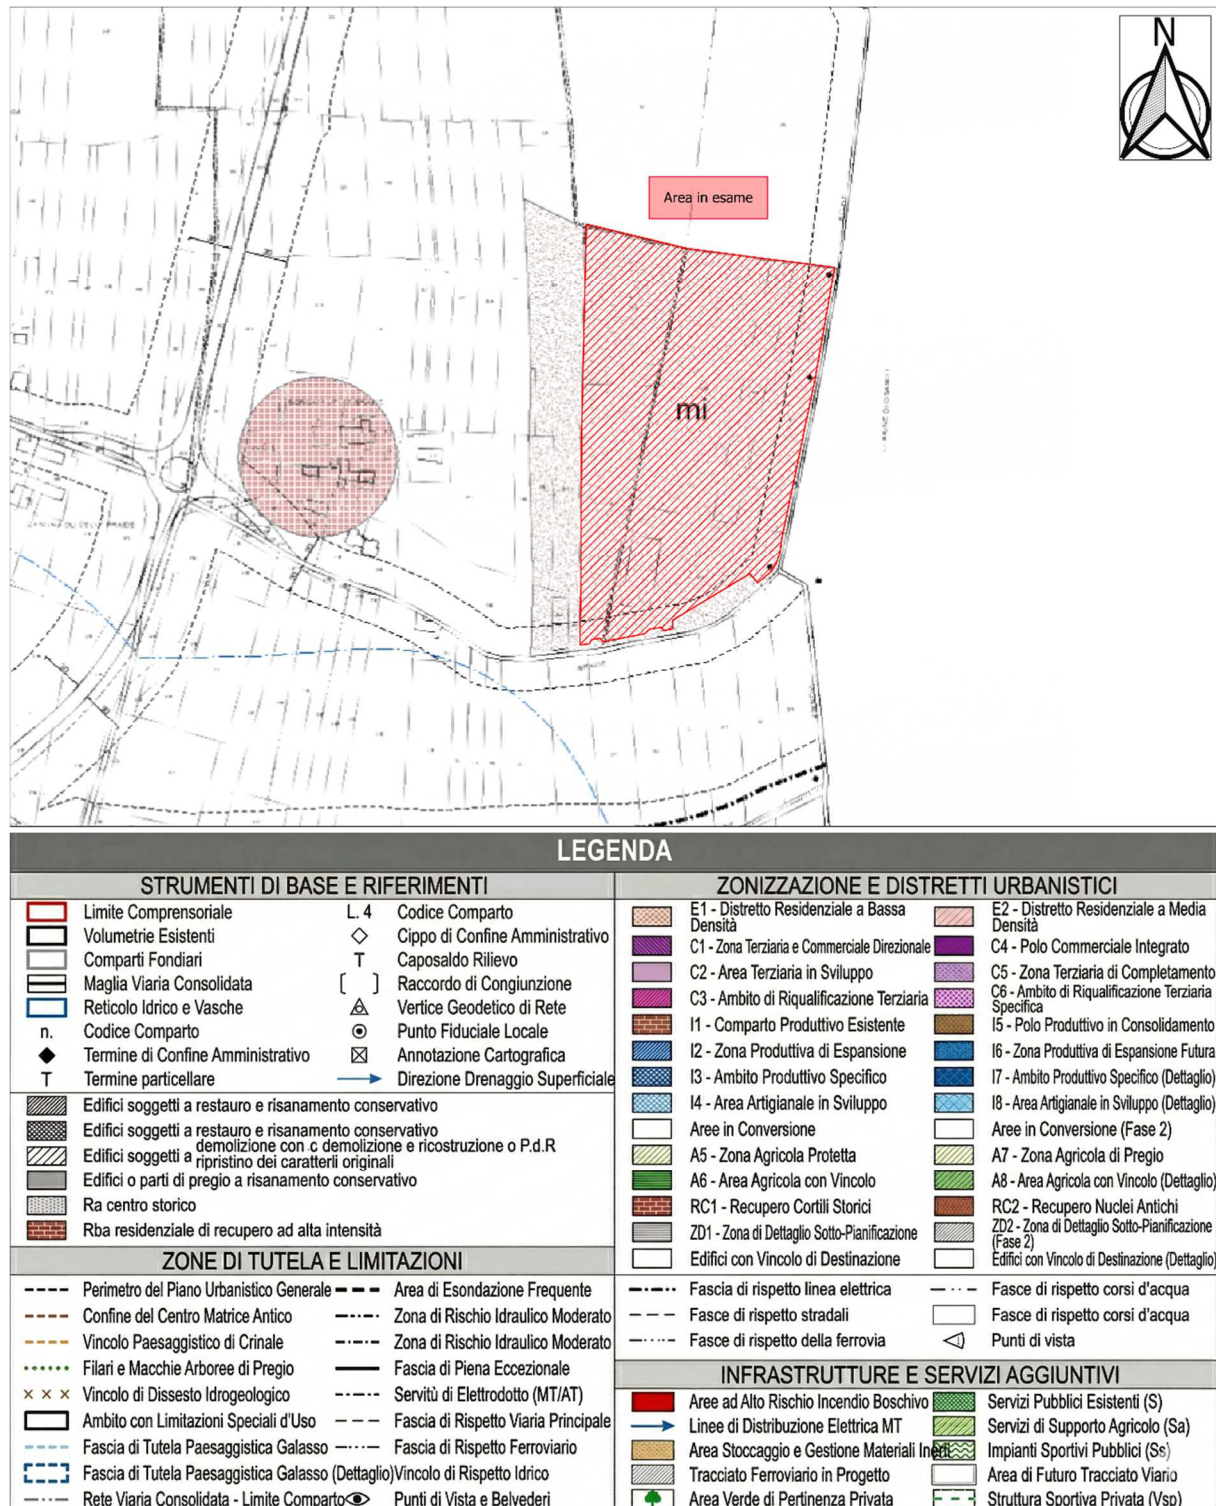 N
Area in esame
mi
LEGENDA
STRUMENTI DI BASE E RIFERIMENTI
Limite Comprensoriale
L. 4 Codice Comparto
Volumetrie Esistenti
Cippo di Confine Amministrativo
Comparti Fondiari
T Caposaldo Rilievo
Maglia Viaria Consolidata
[ ] Raccordo di Congiunzione
Reticolo Idrico e Vasche
Vertice Geodetico di Rete
n. Codice Comparto
Punto Fiduciale Locale
Termine di Confine Amministrativo
Annotazione Cartografica
T Termine particellare
Direzione Drenaggio Superficiale
Edifici soggetti a restauro e risanamento conservativo
Edifici soggetti a restauro e risanamento conservativo
Edifici soggetti a demolizione con c demolizione e ricostruzione o P.d.R
ripristino dei caratterli originali
Edifici o parti di pregio a risanamento conservativo
Ra centro storico
Rba residenziale di recupero ad alta intensità
ZONE DI TUTELA E LIMITAZIONI
Perimetro del Piano Urbanistico Generale
Area di Esondazione Frequente
Confine del Centro Matrice Antico
Zona di Rischio Idraulico Moderato
Vincolo Paesaggistico di Crinale
Zona di Rischio Idraulico Moderato
Filari e Macchie Arboree di Pregio
Fascia di Piena Eccezionale
Vincolo di Dissesto Idrogeologico
Servitù di Elettrodotto (MT/AT)
Ambito con Limitazioni Speciali d'Uso
Fascia di Rispetto Viaria Principale
Fascia di Tutela Paesaggistica Galasso
Fascia di Rispetto Ferroviario
Fascia di Tutela Paesaggistica Galasso (Dettaglio)
Vincolo di Rispetto Idrico
Rete Viaria Consolidata - Limite Comparto
Punti di Vista e Belvederi
ZONIZZAZIONE E DISTRETTI URBANISTICI
E1 - Distretto Residenziale a Bassa
Densità
E2 - Distretto Residenziale a Media
Densità
C1 - Zona Terziaria e Commerciale Direzionale
C4 - Polo Commerciale Integrato
C2 - Area Terziaria in Sviluppo
C5 - Zona Terziaria di Completamento
C3 - Ambito di Riqualificazione Terziaria
C6 - Ambito di Riqualificazione Terziaria
Specifica
I1 - Comparto Produttivo Esistente
I5 - Polo Produttivo in Consolidamento
I2 - Zona Produttiva di Espansione
I6 - Zona Produttiva di Espansione Futura
I3 - Ambito Produttivo Specifico
I7 - Ambito Produttivo Specifico (Dettaglio)
I4 - Area Artigianale in Sviluppo
I8 - Area Artigianale in Sviluppo (Dettaglio)
Aree in Conversione
Aree in Conversione (Fase 2)
A5 - Zona Agricola Protetta
A7 - Zona Agricola di Pregio
A6 - Area Agricola con Vincolo
A8 - Area Agricola con Vincolo (Dettaglio)
RC1 - Recupero Cortili Storici
RC2 - Recupero Nuclei Antichi
ZD1 - Zona di Dettaglio Sotto-Pianificazione
ZD2 - Zona di Dettaglio Sotto-Pianificazione
(Fase 2)
Edifici con Vincolo di Destinazione
Edifici con Vincolo di Destinazione (Dettaglio)
Fascia di rispetto linea elettrica
Fasce di rispetto corsi d'acqua
Fasce di rispetto stradali
Fasce di rispetto corsi d'acqua
Fasce di rispetto della ferrovia
Punti di vista
INFRASTRUTTURE E SERVIZI AGGIUNTIVI
Aree ad Alto Rischio Incendio Boschivo
Servizi Pubblici Esistenti (S)
Linee di Distribuzione Elettrica MT
Servizi di Supporto Agricolo (Sa)
Area Stoccaggio e Gestione Materiali Inerti
Impianti Sportivi Pubblici (Ss)
Tracciato Ferroviario in Progetto
Area di Futuro Tracciato Viario
Area Verde di Pertinenza Privata
Struttura Sportiva Privata (Vsp)